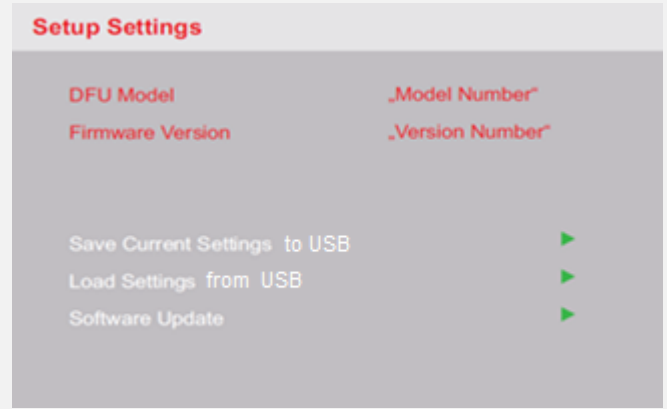 Setup Settings
DFU Model „Model Number“
Firmware Version „Version Number“
Save Current Settings to USB
Load Settings from USB
Software Update